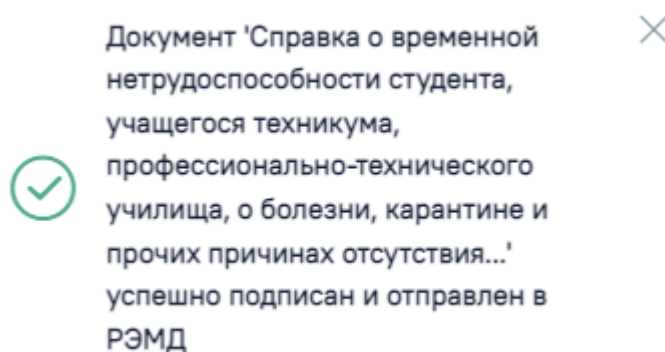 Документ 'Справка о временной
нетрудоспособности студента,
учащегося техникума,
профессионально-технического
училища, о болезни, карантине и
прочих причинах отсутствия...'
успешно подписан и отправлен в
РЭМД